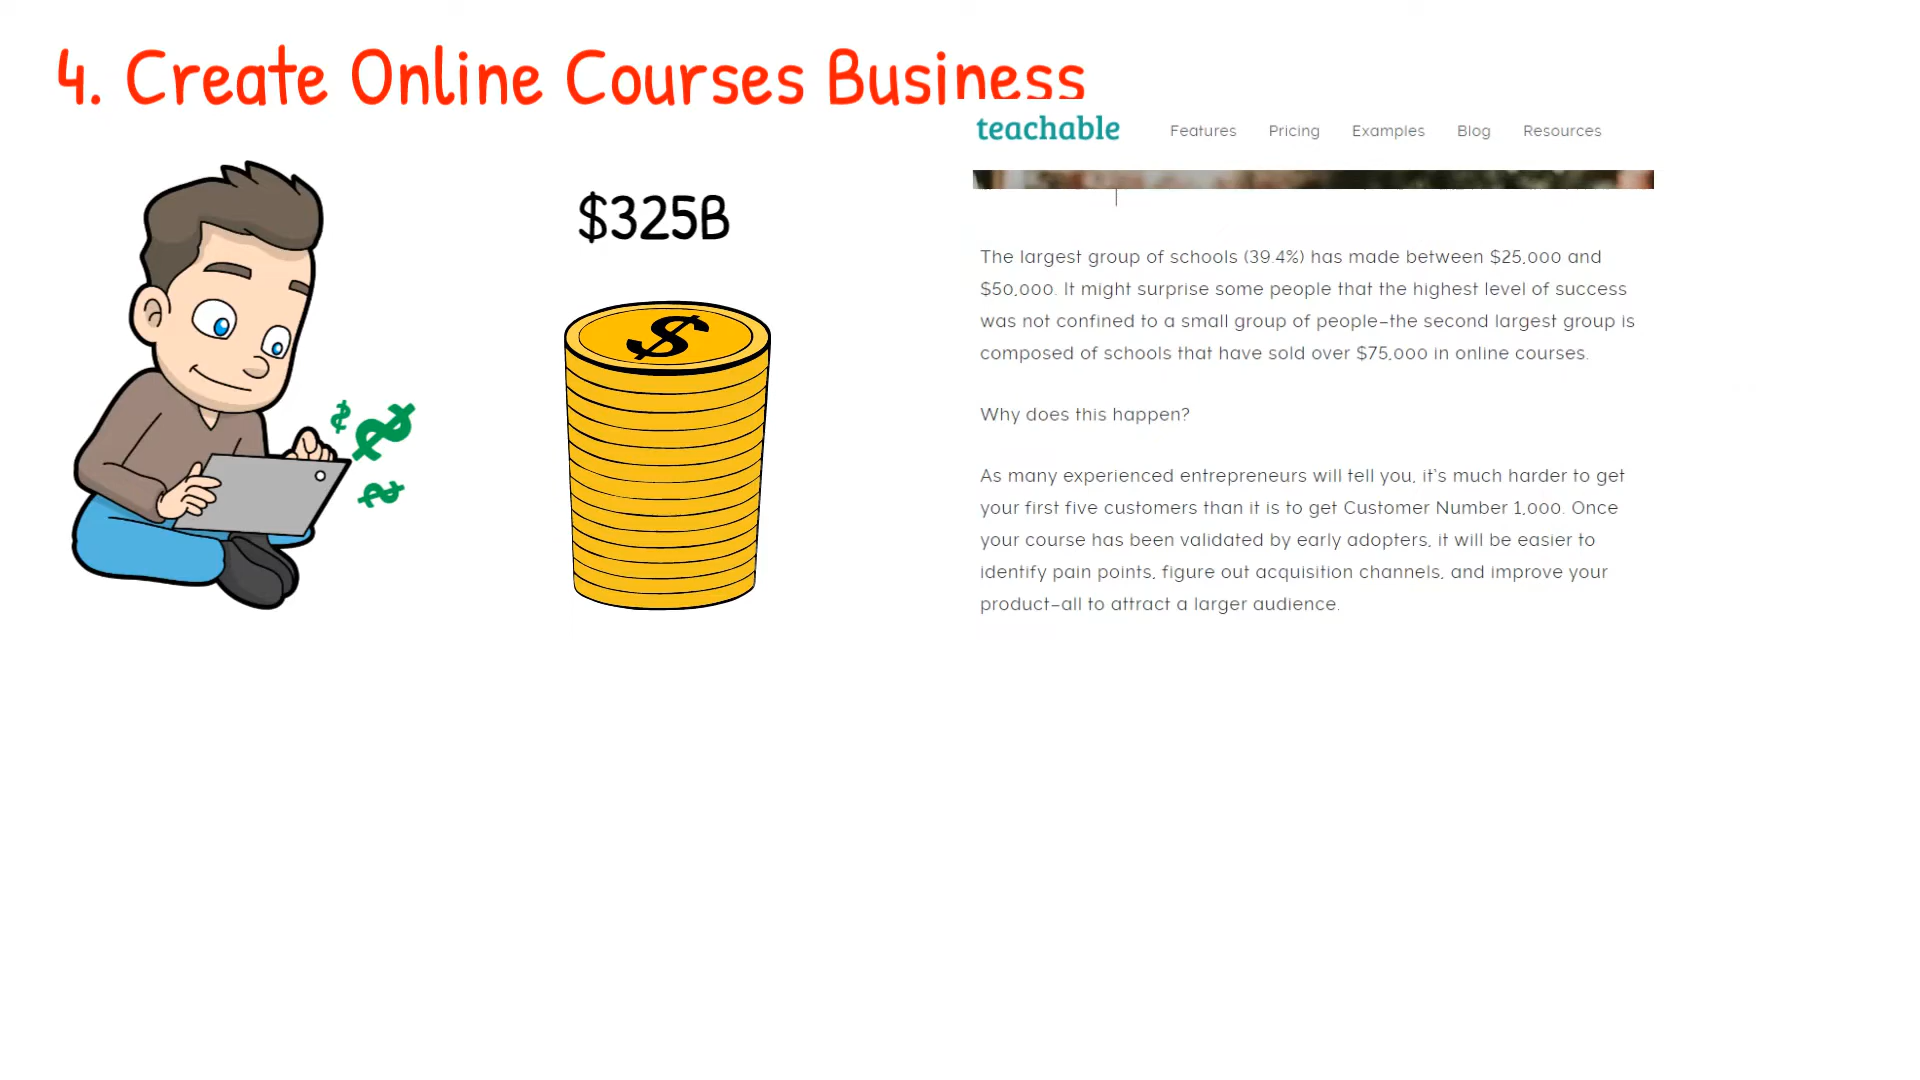 4. Create Online Courses Business
teachable
Features Pricing Examples Blog Resources
$325B
The largest group of schools (39.4%) has made between $25,000 and
$50,000. It might surprise some people that the highest level of success
was not confined to a small group of people–the second largest group is
composed of schools that have sold over $75,000 in online courses.
Why does this happen?
As many experienced entrepreneurs will tell you, it's much harder to get
your first five customers than it is to get Customer Number 1,000. Once
your course has been validated by early adopters, it will be easier to
identify pain points, figure out acquisition channels, and improve your
product–all to attract a larger audience.